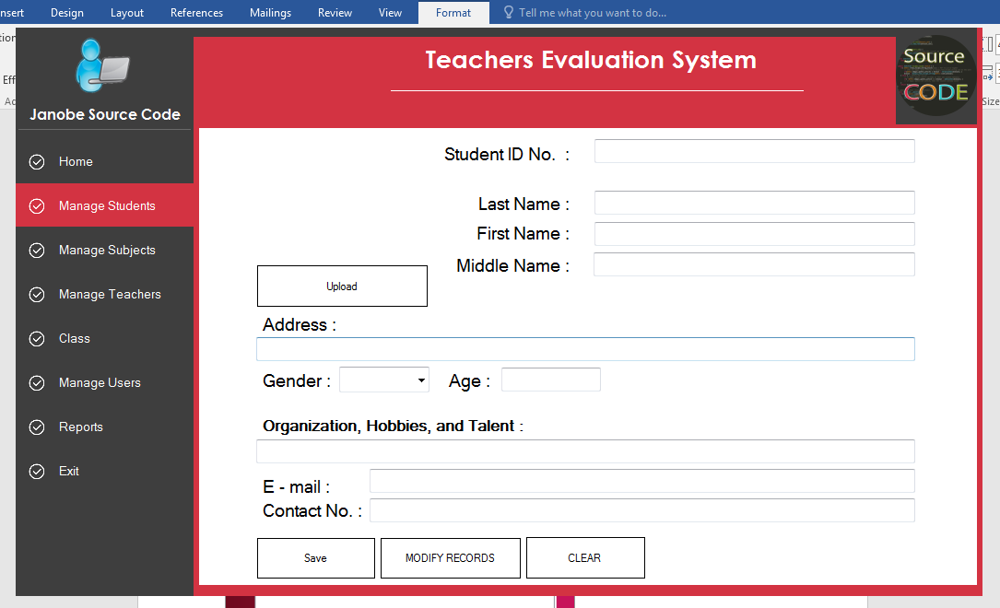 nsert Design Layout References Mailings Review View Format Tell me what you want to do...
Teachers Evaluation System
Source
CODE
Janobe Source Code
Home
Manage Students
Manage Subjects
Manage Teachers
Class
Manage Users
Reports
Exit
Student ID No. :
Last Name :
First Name :
Middle Name :
Upload
Address :
Gender : Age :
Organization, Hobbies, and Talent :
E - mail :
Contact No. :
Save MODIFY RECORDS CLEAR
Size